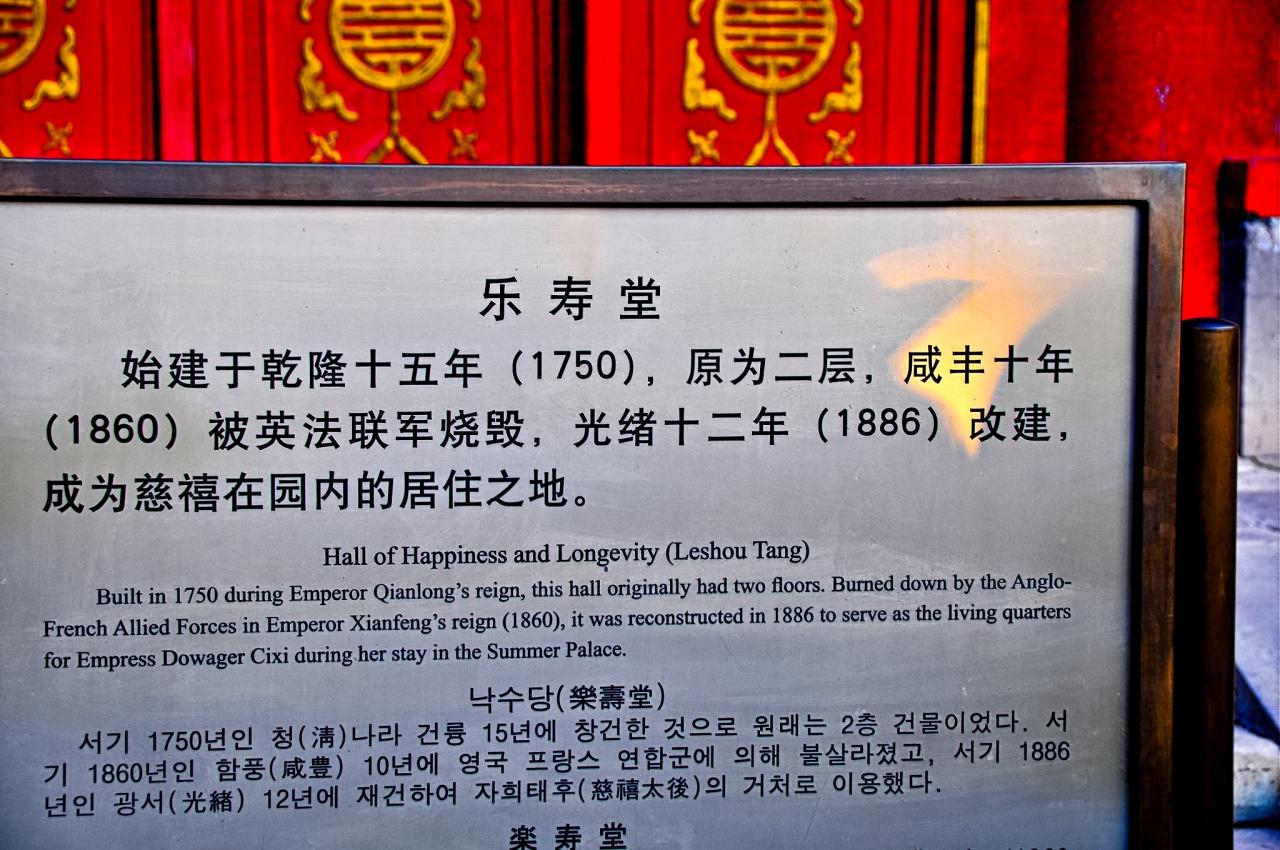 乐寿堂
始建于乾隆十五年 (1750), 原为二层, 咸丰十年
(1860) 被英法联军烧毁, 光绪十二年 (1886) 改建,
成为慈禧在园内的居住之地。
Hall of Happiness and Longevity (Leshou Tang)
Built in 1750 during Emperor Qianlong's reign, this hall originally had two floors. Burned down by the Anglo-
French Allied Forces in Emperor Xianfeng's reign (1860), it was reconstructed in 1886 to serve as the living quarters
for Empress Dowager Cixi during her stay in the Summer Palace.
낙수당(樂壽堂)
서기 1750년인 청(淸)나라 건륭 15년에 창건한 것으로 원래는 2층 건물이었다. 서
기 1860년인 함풍(咸豊) 10년에 영국 프랑스 연합군에 의해 불살라졌고, 서기 1886
년인 광서(光緖) 12년에 재건하여 자희태후(慈禧太後)의 거처로 이용했다.
楽寿堂